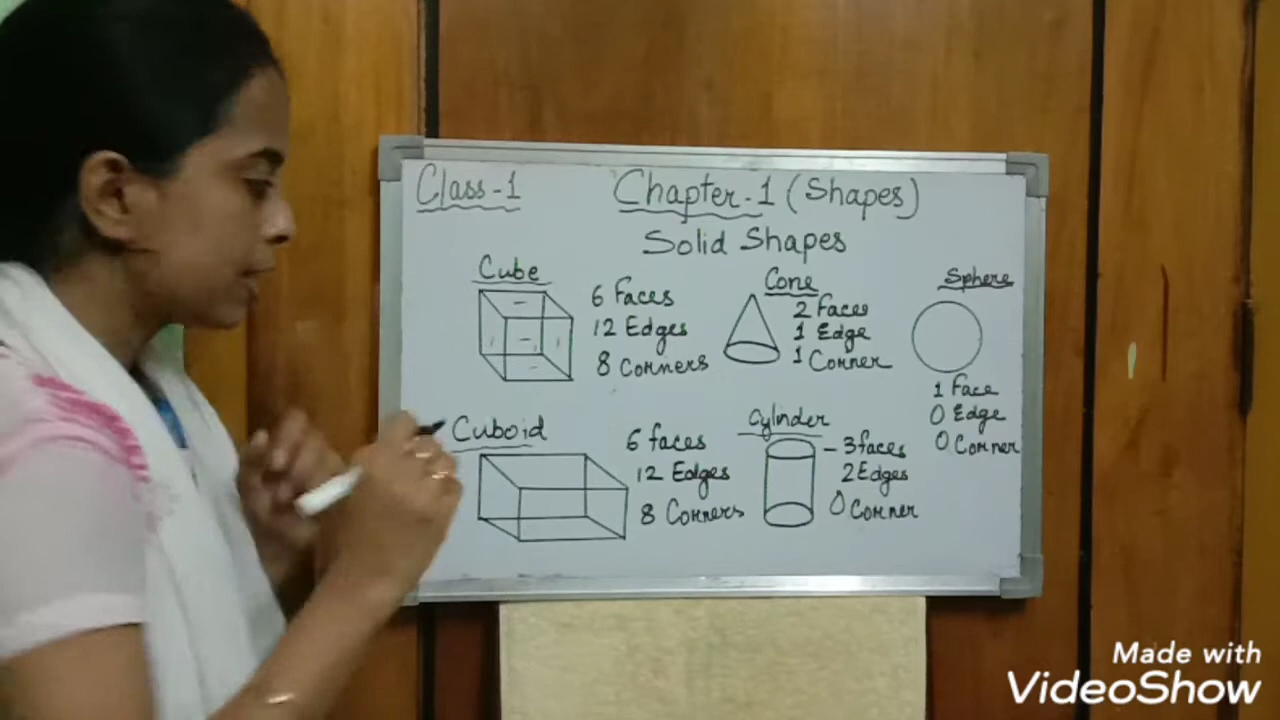 Class-1
Chapter-1 (Shapes)
Solid Shapes
Cube
6 Faces
12 Edges
8 Corners
Cone
2 Faces
1 Edge
1 Corner
Sphere
1 Face
0 Edge
0 Corner
Cuboid
6 faces
12 Edges
8 Corners
Cylinder
- 3 faces
2 Edges
0 Corner
Made with
VideoShow